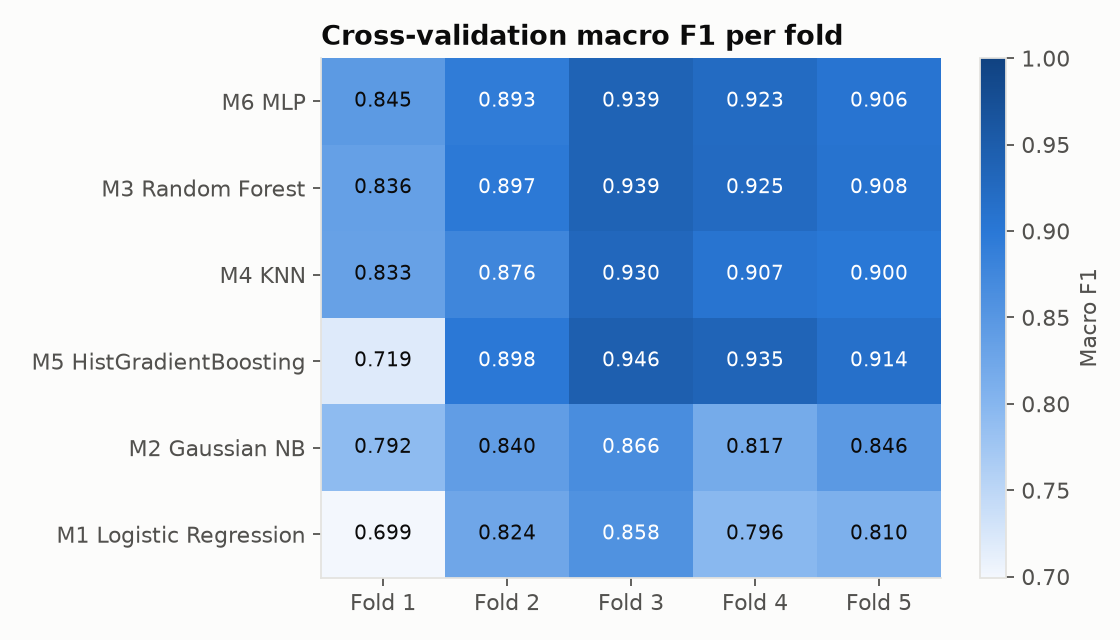 Cross-validation macro F1 per fold
M6 MLP 0.845 0.893 0.939 0.923 0.906
M3 Random Forest 0.836 0.897 0.939 0.925 0.908
M4 KNN 0.833 0.876 0.930 0.907 0.900
M5 HistGradientBoosting 0.719 0.898 0.946 0.935 0.914
M2 Gaussian NB 0.792 0.840 0.866 0.817 0.846
M1 Logistic Regression 0.699 0.824 0.858 0.796 0.810
Fold 1 Fold 2 Fold 3 Fold 4 Fold 5
1.00
0.95
0.90
0.85
0.80
0.75
0.70
Macro F1